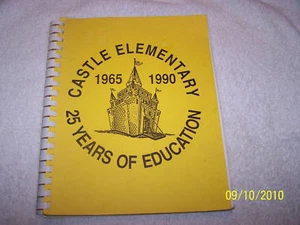 CASTLE ELEMENTARY
1965 1990
25 YEARS OF EDUCATION
09/10/2010